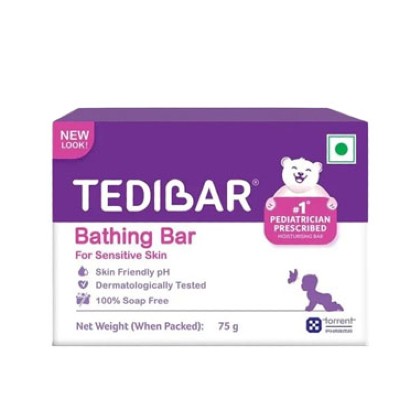 NEW
LOOK!
TEDIBAR®
#1*
PEDIATRICIAN
PRESCRIBED
MOISTURISING BAR
Bathing Bar
For Sensitive Skin
Skin Friendly pH
Dermatologically Tested
100% Soap Free
Net Weight (When Packed): 75 g
torrent